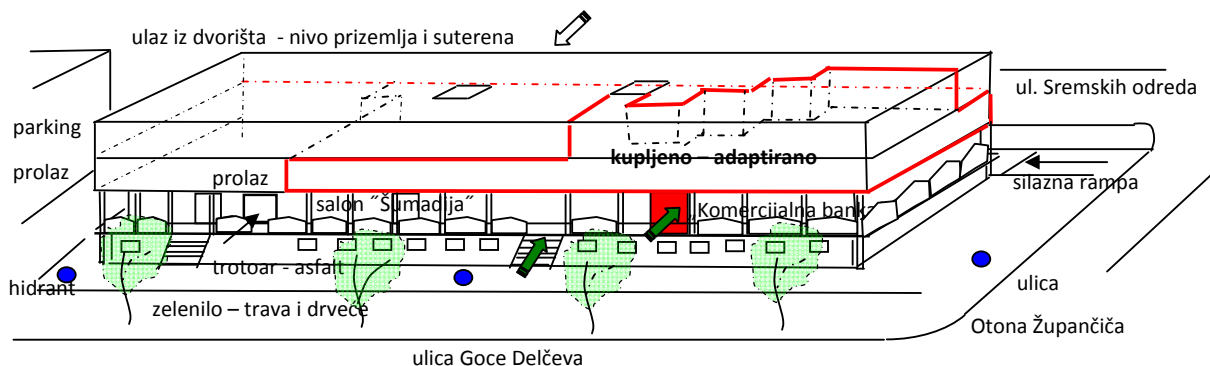 ulaz iz dvorišta - nivo prizemlja i suterena
ul. Sremskih odreda
parking
kupljeno – adaptirano
prolaz
prolaz
silazna rampa
salon ˝Šumadija˝
„Komercijalna bank
trotoar - asfalt
hidrant
ulica
zelenilo – trava i drveće
Otona Župančiča
ulica Goce Delčeva